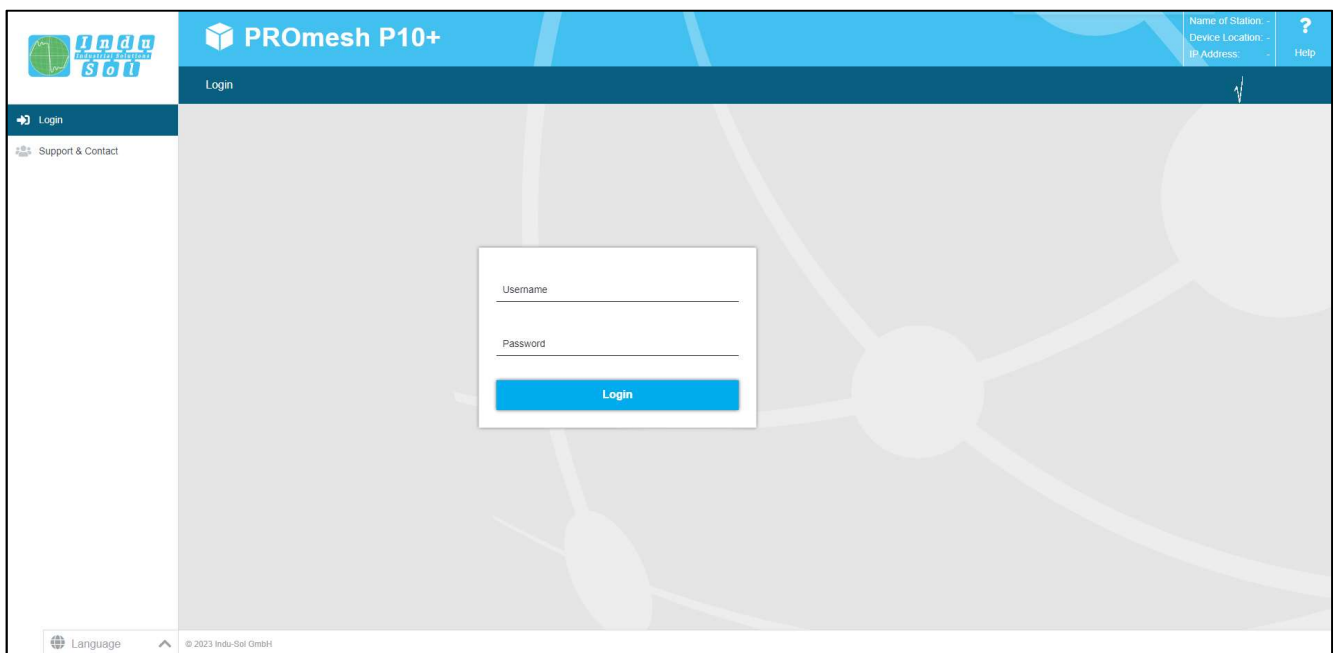 Indu
Industrial Solutions
Sol
PROmesh P10+
Name of Station: -
Device Location: -
IP Address: -
?
Help
Login
Login
Support & Contact
Username
Password
Login
Language
© 2023 Indu-Sol GmbH